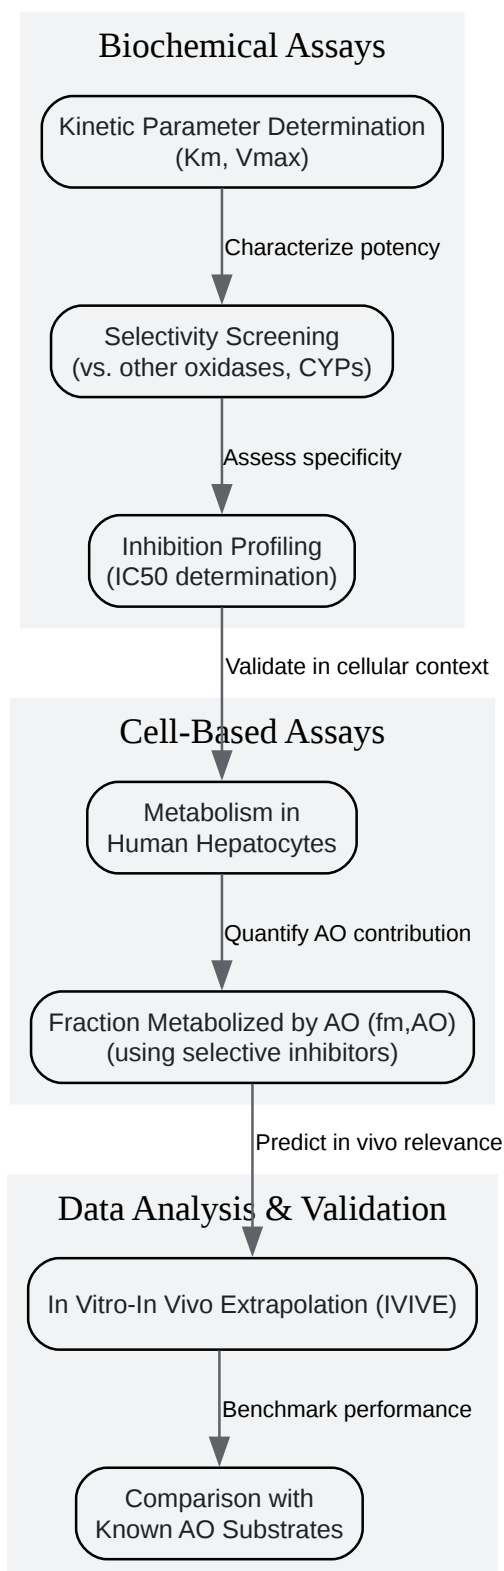 Biochemical Assays
Kinetic Parameter Determination
(Km, Vmax)
Characterize potency
Selectivity Screening
(vs. other oxidases, CYPs)
Assess specificity
Inhibition Profiling
(IC50 determination)
Validate in cellular context
Cell-Based Assays
Metabolism in
Human Hepatocytes
Quantify AO contribution
Fraction Metabolized by AO (fm,AO)
(using selective inhibitors)
Predict in vivo relevance
Data Analysis & Validation
In Vitro-In Vivo Extrapolation (IVIVE)
Benchmark performance
Comparison with
Known AO Substrates